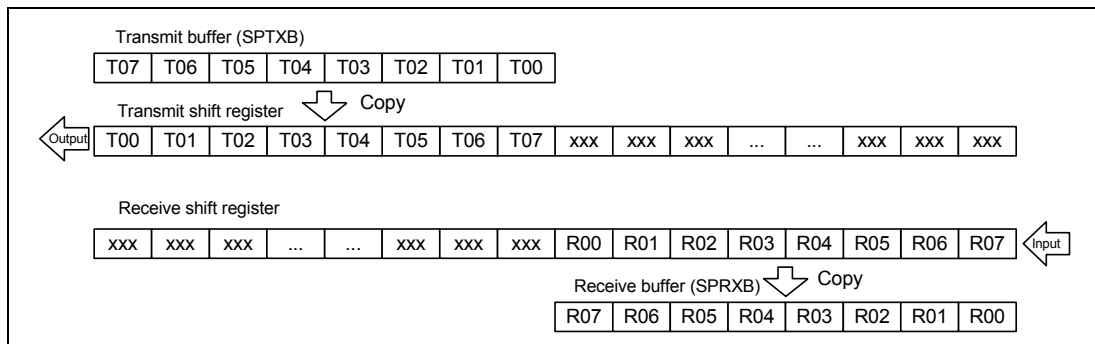 Transmit buffer (SPTXB)
T07 T06 T05 T04 T03 T02 T01 T00
Copy
Transmit shift register
Output T00 T01 T02 T03 T04 T05 T06 T07 xxx xxx xxx ... ... xxx xxx xxx
Receive shift register
xxx xxx xxx ... ... xxx xxx xxx R00 R01 R02 R03 R04 R05 R06 R07 Input
Receive buffer (SPRXB) Copy
R07 R06 R05 R04 R03 R02 R01 R00